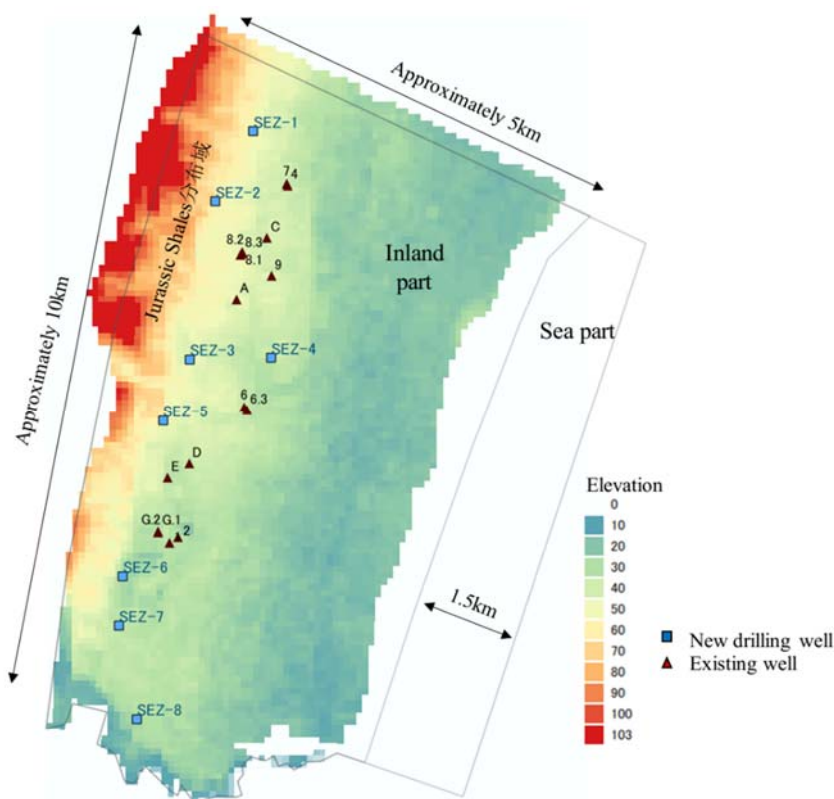 Approximately 5km
SEZ-1
7.4
Jurassic Shales分布域
SEZ-2
C
8.2 8.3
8.1
9
Inland
part
A
Approximately 10km
Sea part
SEZ-3
SEZ-4
6 6.3
SEZ-5
D
E
Elevation
0
10
20
30
40
50
60
70
80
90
100
103
G.2 G.1
2
SEZ-6
1.5km
SEZ-7
New drilling well
Existing well
SEZ-8